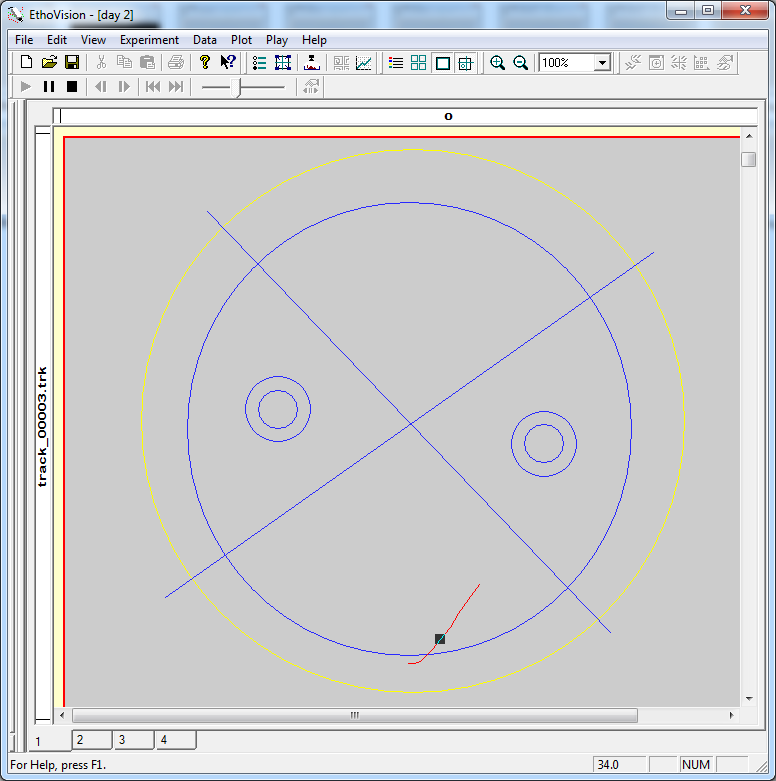 EthoVision - [day 2]
File Edit View Experiment Data Plot Play Help
100%
o
track_00003.trk
1 2 3 4
For Help, press F1. 34.0 NUM